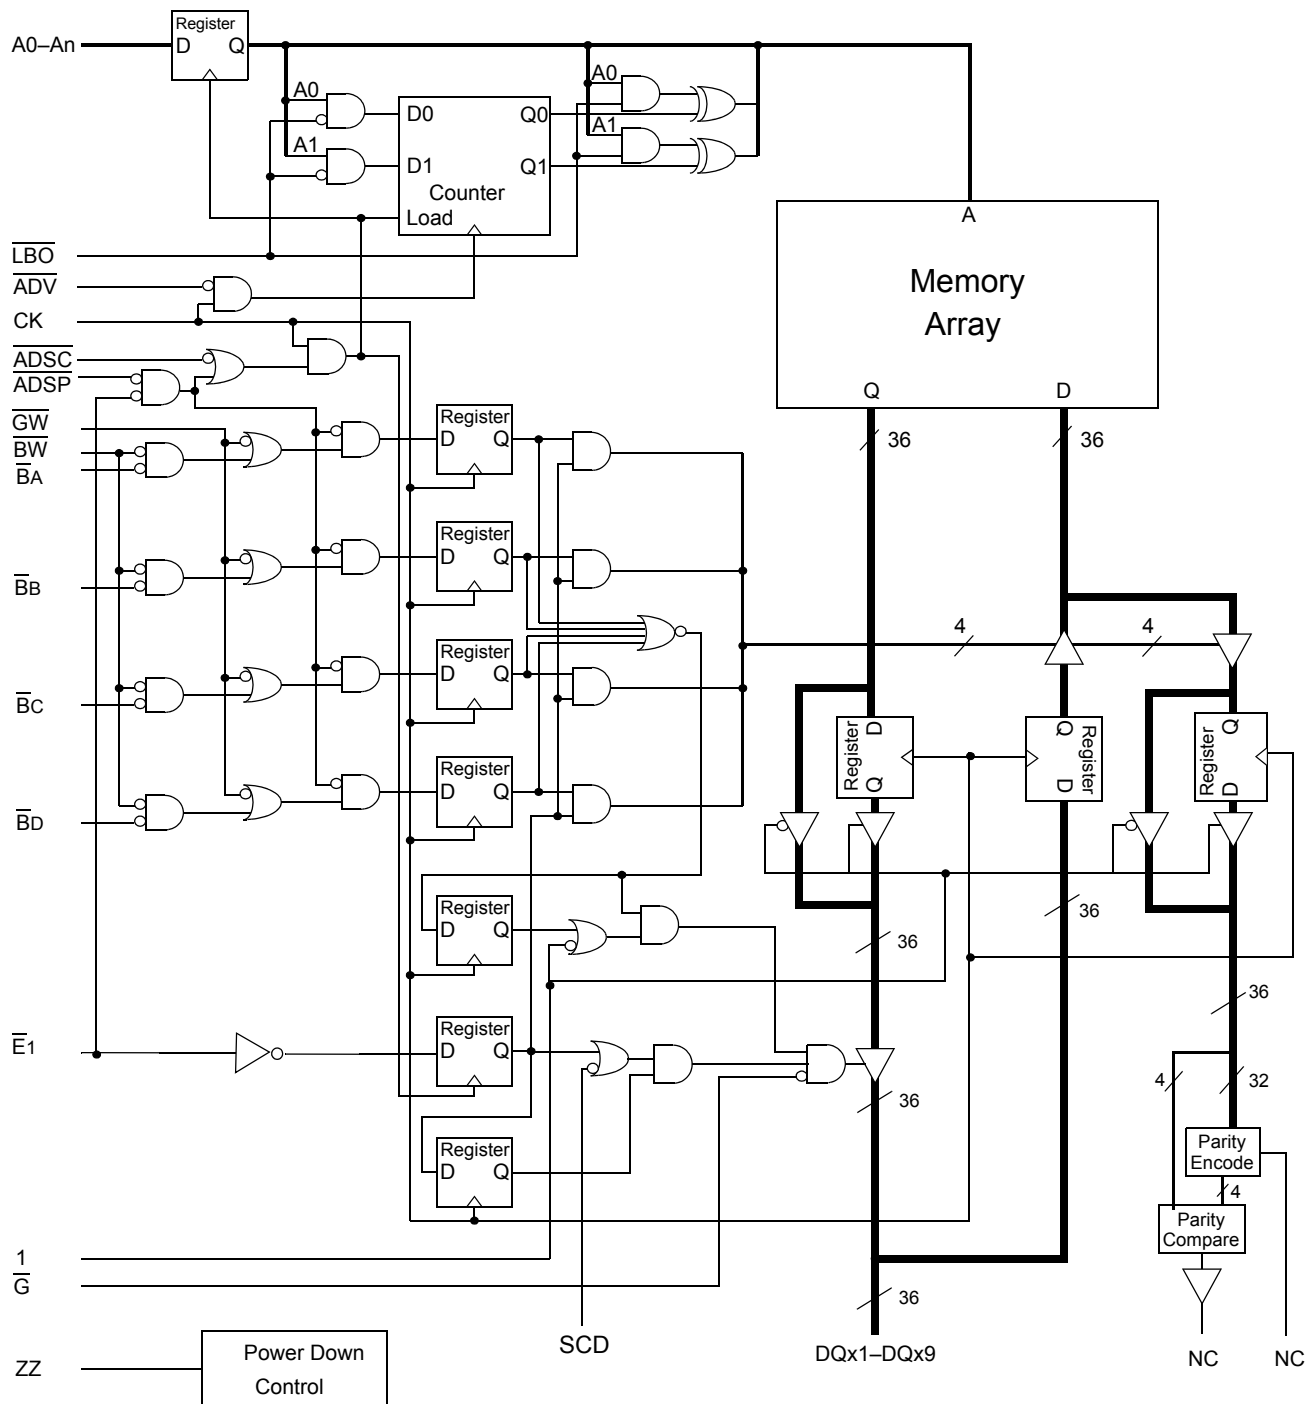 Register
A0–An
D Q
A0
A0
D0 Q0
A1
A1
D1 Q1
Counter
Load
A
LBO
ADV
Memory
Array
CK
ADSC
ADSP
Q D
GW
Register
BW
D Q
36 36
BA
Register
D Q
BB
4 4
Register
D Q
BC
Register D Q
Q D Register
Register Q D
Register
D Q
BD
Register
D Q
36
36
36
Register
D Q
E1
4 32
36
Register
D Q
Parity
Encode
4
Parity
Compare
1
G
36
SCD
DQx1–DQx9
NC NC
ZZ
Power Down
Control